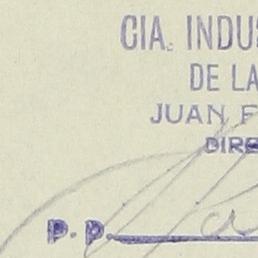 CIA. INDUS
DE LA
JUAN F
DIRE
P. P.